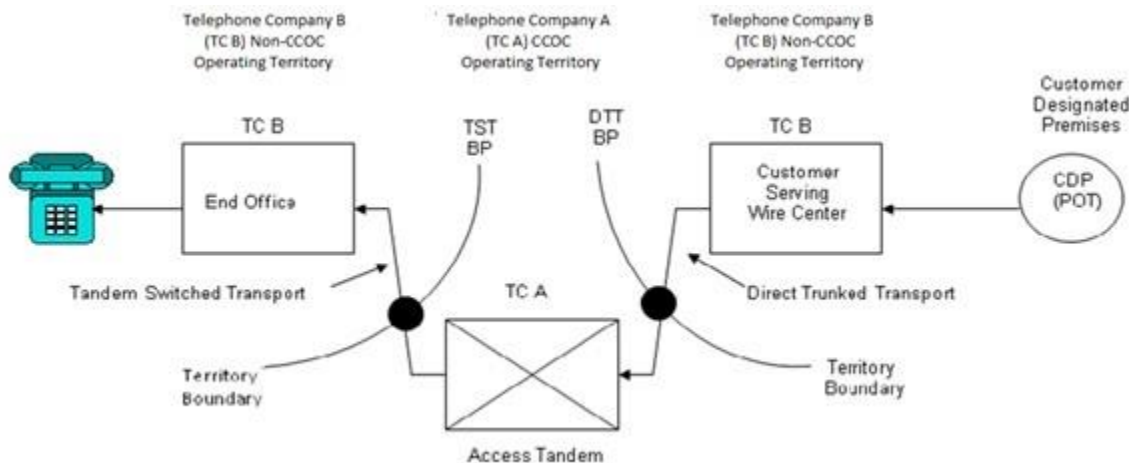 Telephone Company B
(TC B) Non-CCOC
Operating Territory
Telephone Company A
(TC A) CCOC
Operating Territory
Telephone Company B
(TC B) Non-CCOC
Operating Territory
Customer
Designated
Premises
TC B
TST
BP
DTT
BP
TC B
End Office
Customer
Serving
Wire Center
CDP
(POT)
Tandem Switched Transport
TC A
Direct Trunked Transport
Territory
Boundary
Territory
Boundary
Access Tandem